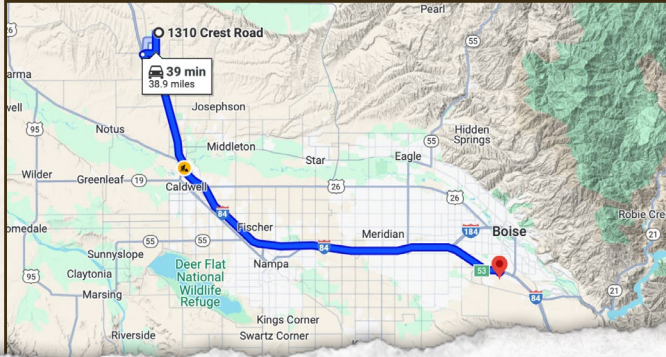 Pearl
26
1310 Crest Road
55
39 min
38.9 miles
arma
well
Josephson
95
Notus
Hidden
Springs
Middleton
Star
Eagle
55
Wilder
Greenleaf
19
Caldwell
26
26
Robie Cre
84
omedale
Fischer
184
Boise
21
55
55
Meridian
84
Sunnyslope
Nampa
53
Deer Flat
National
Wildlife
Refuge
Claytonia
95
Marsing
84
21
Kings Corner
Riverside
Swartz Corner